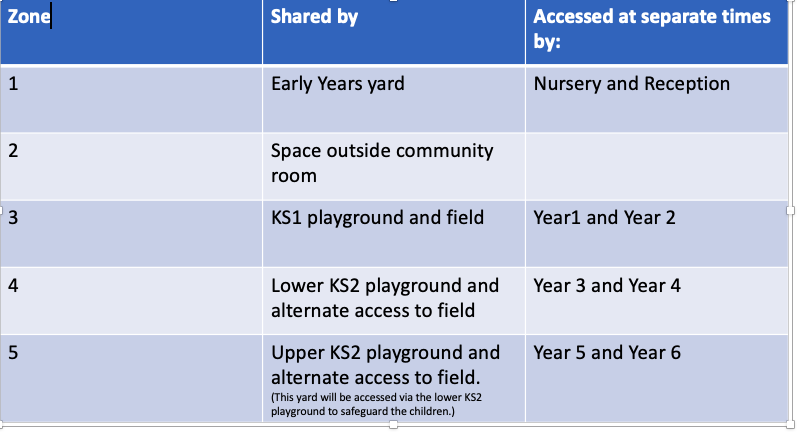 Zone
Shared by
Accessed at separate times
by:
1
Early Years yard
Nursery and Reception
2
Space outside community
room
3
KS1 playground and field
Year1 and Year 2
4
Lower KS2 playground and
alternate access to field
Year 3 and Year 4
5
Upper KS2 playground and
alternate access to field.
(This yard will be accessed via the lower KS2
playground to safeguard the children.)
Year 5 and Year 6